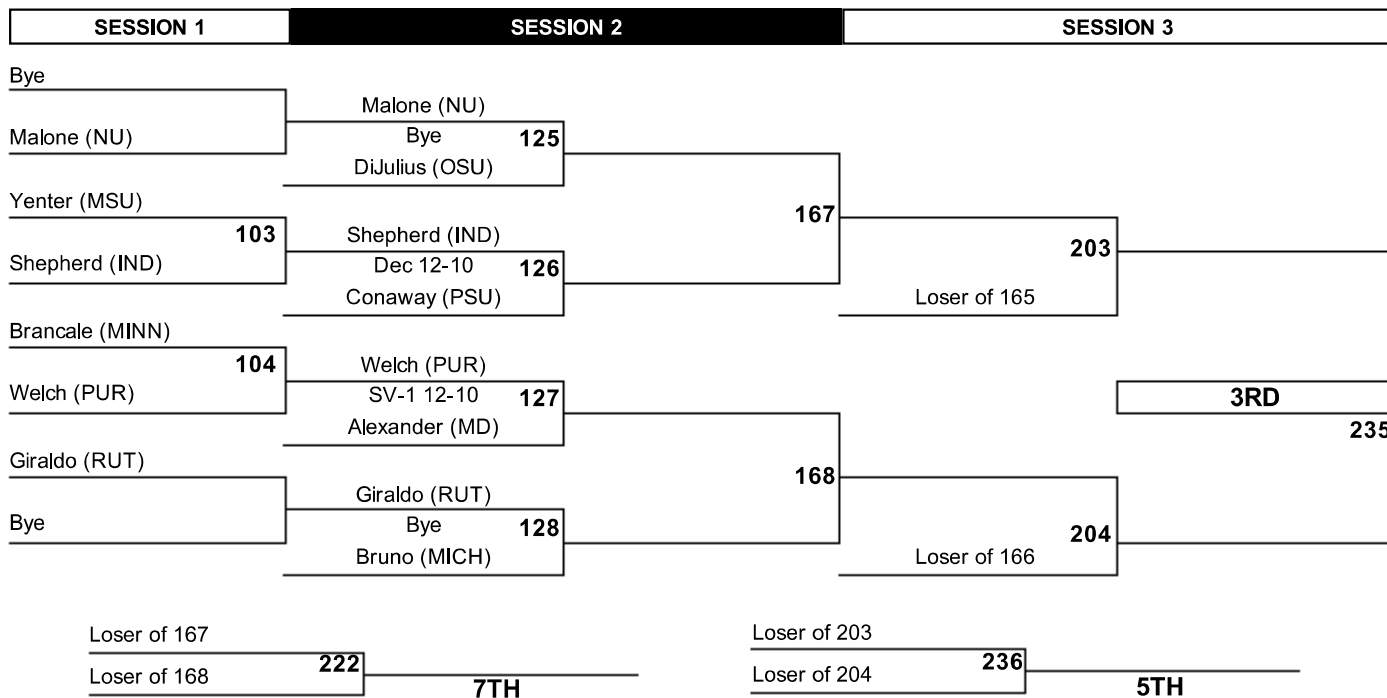 SESSION 1
SESSION 2
SESSION 3
Bye
Malone (NU)
Malone (NU)
Bye
125
DiJulius (OSU)
Yenter (MSU)
103
Shepherd (IND)
Shepherd (IND)
Dec 12-10
126
Conaway (PSU)
167
203
Loser of 165
Brancale (MINN)
104
Welch (PUR)
Welch (PUR)
SV-1 12-10
127
Alexander (MD)
3RD
235
Giraldo (RUT)
Bye
Giraldo (RUT)
Bye
128
Bruno (MICH)
168
204
Loser of 166
Loser of 167
222
Loser of 168
7TH
Loser of 203
236
Loser of 204
5TH